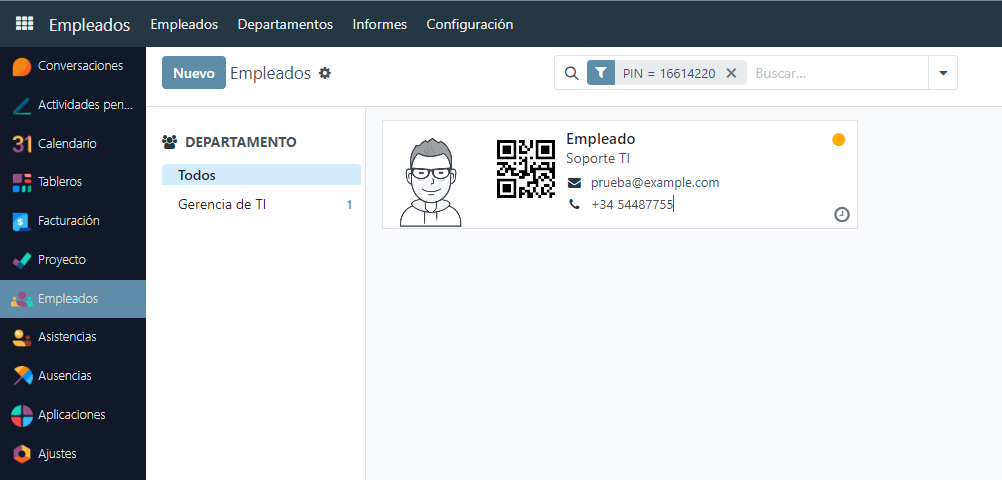 Empleados Empleados Departamentos Informes Configuración
Conversaciones
Actividades pen...
31 Calendario
Tableros
Facturación
Proyecto
Empleados
Asistencias
Ausencias
Aplicaciones
Ajustes
Nuevo Empleados PIN = 16614220 Buscar...
DEPARTAMENTO
Todos
Gerencia de TI 1
Empleado
Soporte TI
prueba@example.com
+34 54487755